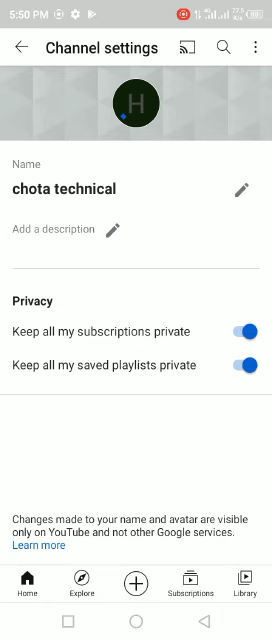 5:50 PM
Channel settings
H
Name
chota technical
Add a description
Privacy
Keep all my subscriptions private
Keep all my saved playlists private
Changes made to your name and avatar are visible
only on YouTube and not other Google services.
Learn more
Home Explore Subscriptions Library